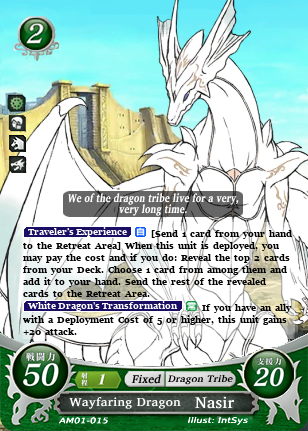 2
We of the dragon tribe live for a very,
very long time.
Traveler's Experience [Send 1 card from your hand
to the Retreat Area] When this unit is deployed, you
may pay the cost and if you do: Reveal the top 2 cards
from your Deck. Choose 1 card from among them and
add it to your hand. Send the rest of the revealed
cards to the Retreat Area.
White Dragon's Transformation If you have an ally
with a Deployment Cost of 5 or higher, this unit gains
+20 attack.
戦闘力 50 射程 1 Fixed Dragon Tribe 支援力 20
Wayfaring Dragon Nasir
AM01-015 illust: IntSys